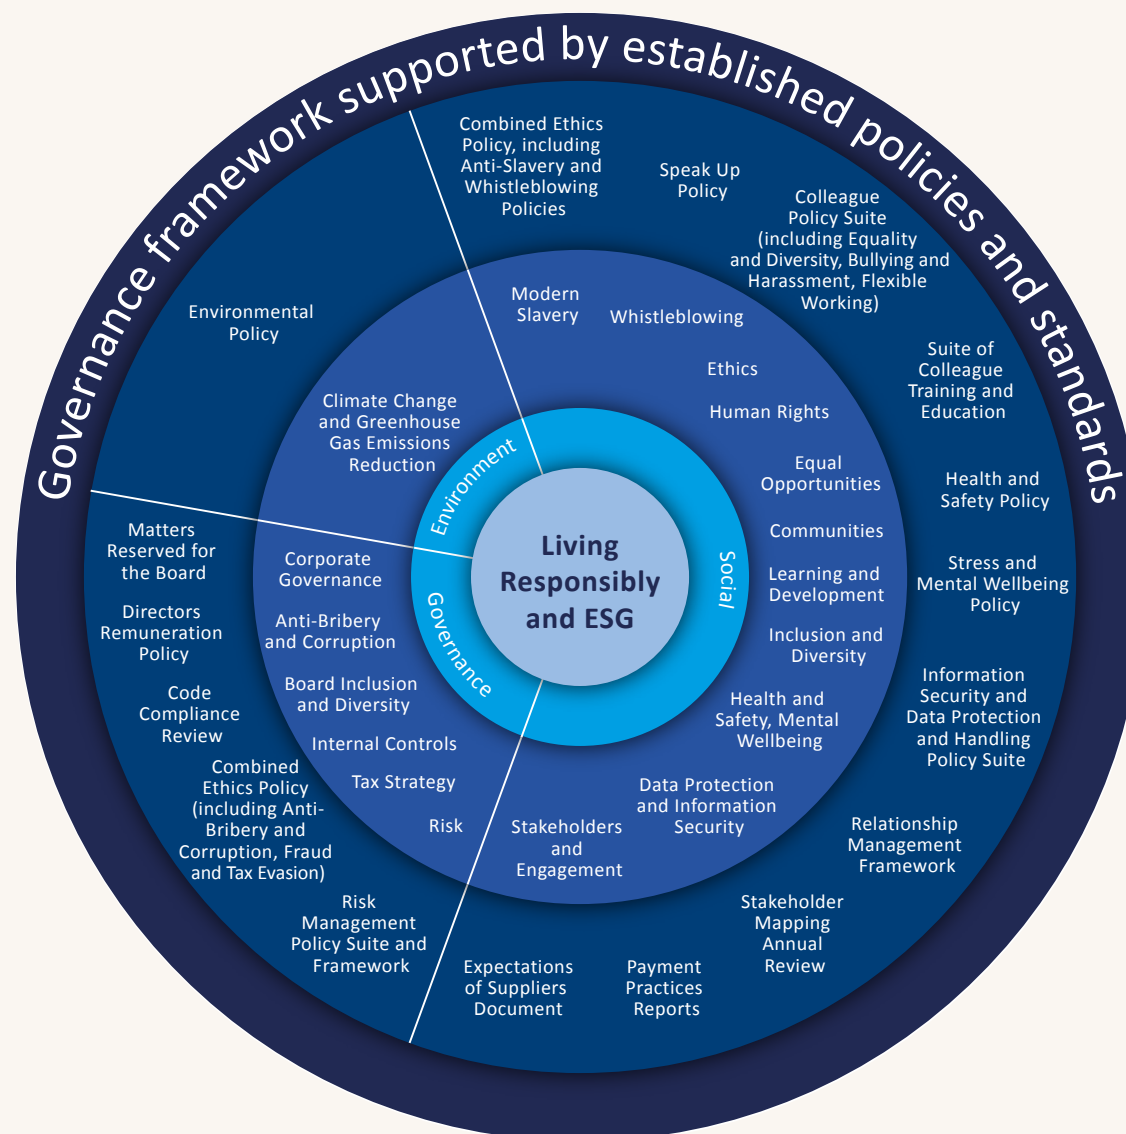 Governance framework supported by established policies and standards
Combined Ethics
Policy, including
Anti-Slavery and
Whistleblowing
Policies
Speak Up
Policy
Colleague
Policy Suite
(including Equality
and Diversity, Bullying and
Harassment, Flexible
Working)
Suite of
Colleague
Training and
Education
Health and
Safety Policy
Stress and
Mental Wellbeing
Policy
Information
Security and
Data Protection
and Handling
Policy Suite
Relationship
Management
Framework
Stakeholder
Mapping
Annual
Review
Payment
Practices
Reports
Expectations
of Suppliers
Document
Risk
Management
Policy Suite and
Framework
Combined
Ethics Policy
(including Anti-
Bribery and
Corruption, Fraud
and Tax Evasion)
Code
Compliance
Review
Directors
Remuneration
Policy
Matters
Reserved for
the Board
Environmental
Policy
Modern
Slavery
Whistleblowing
Ethics
Human Rights
Equal
Opportunities
Communities
Learning and
Development
Inclusion and
Diversity
Health and
Safety, Mental
Wellbeing
Data Protection
and Information
Security
Stakeholders
and
Engagement
Risk
Tax Strategy
Internal Controls
Board Inclusion
and Diversity
Anti-Bribery
and Corruption
Corporate
Governance
Climate Change
and Greenhouse
Gas Emissions
Reduction
Environment
Social
Governance
Living
Responsibly
and ESG